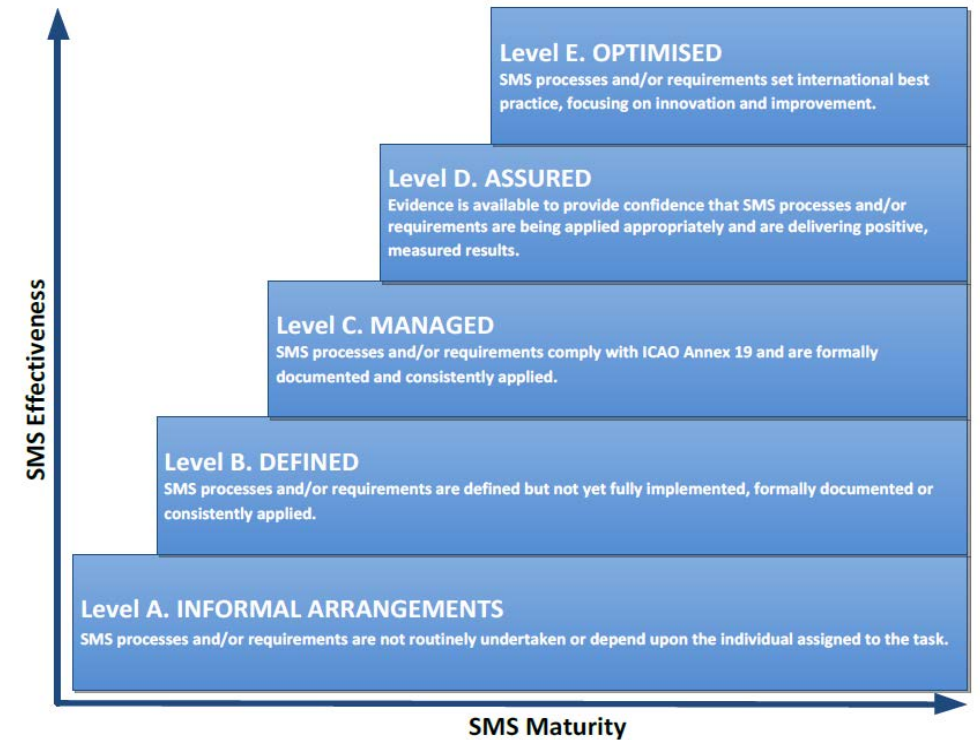 Level E. OPTIMISED
SMS processes and/or requirements set international best
practice, focusing on innovation and improvement.
Level D. ASSURED
Evidence is available to provide confidence that SMS processes and/or
requirements are being applied appropriately and are delivering positive,
measured results.
Level C. MANAGED
SMS processes and/or requirements comply with ICAO Annex 19 and are formally
documented and consistently applied.
Level B. DEFINED
SMS processes and/or requirements are defined but not yet fully implemented, formally documented or
consistently applied.
Level A. INFORMAL ARRANGEMENTS
SMS processes and/or requirements are not routinely undertaken or depend upon the individual assigned to the task.
SMS Effectiveness
SMS Maturity